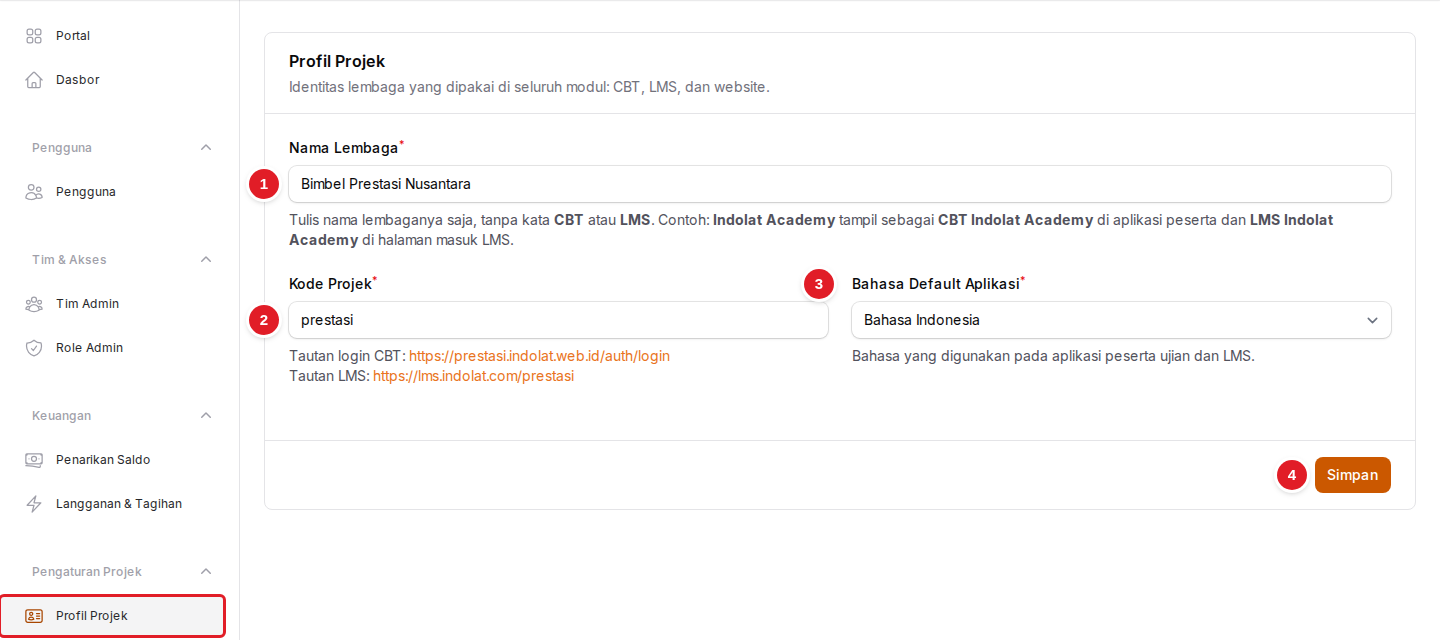 Portal
Dasbor
Pengguna
Pengguna
Tim & Akses
Tim Admin
Role Admin
Keuangan
Penarikan Saldo
Langganan & Tagihan
Pengaturan Projek
Profil Projek
Profil Projek
Identitas lembaga yang dipakai di seluruh modul: CBT, LMS, dan website.
Nama Lembaga*
1
Bimbel Prestasi Nusantara
Tulis nama lembaganya saja, tanpa kata CBT atau LMS. Contoh: Indolat Academy tampil sebagai CBT Indolat Academy di aplikasi peserta dan LMS Indolat
Academy di halaman masuk LMS.
Kode Projek*
2
prestasi
Tautan login CBT: https://prestasi.indolat.web.id/auth/login
Tautan LMS: https://lms.indolat.com/prestasi
3
Bahasa Default Aplikasi*
Bahasa Indonesia
Bahasa yang digunakan pada aplikasi peserta ujian dan LMS.
4
Simpan